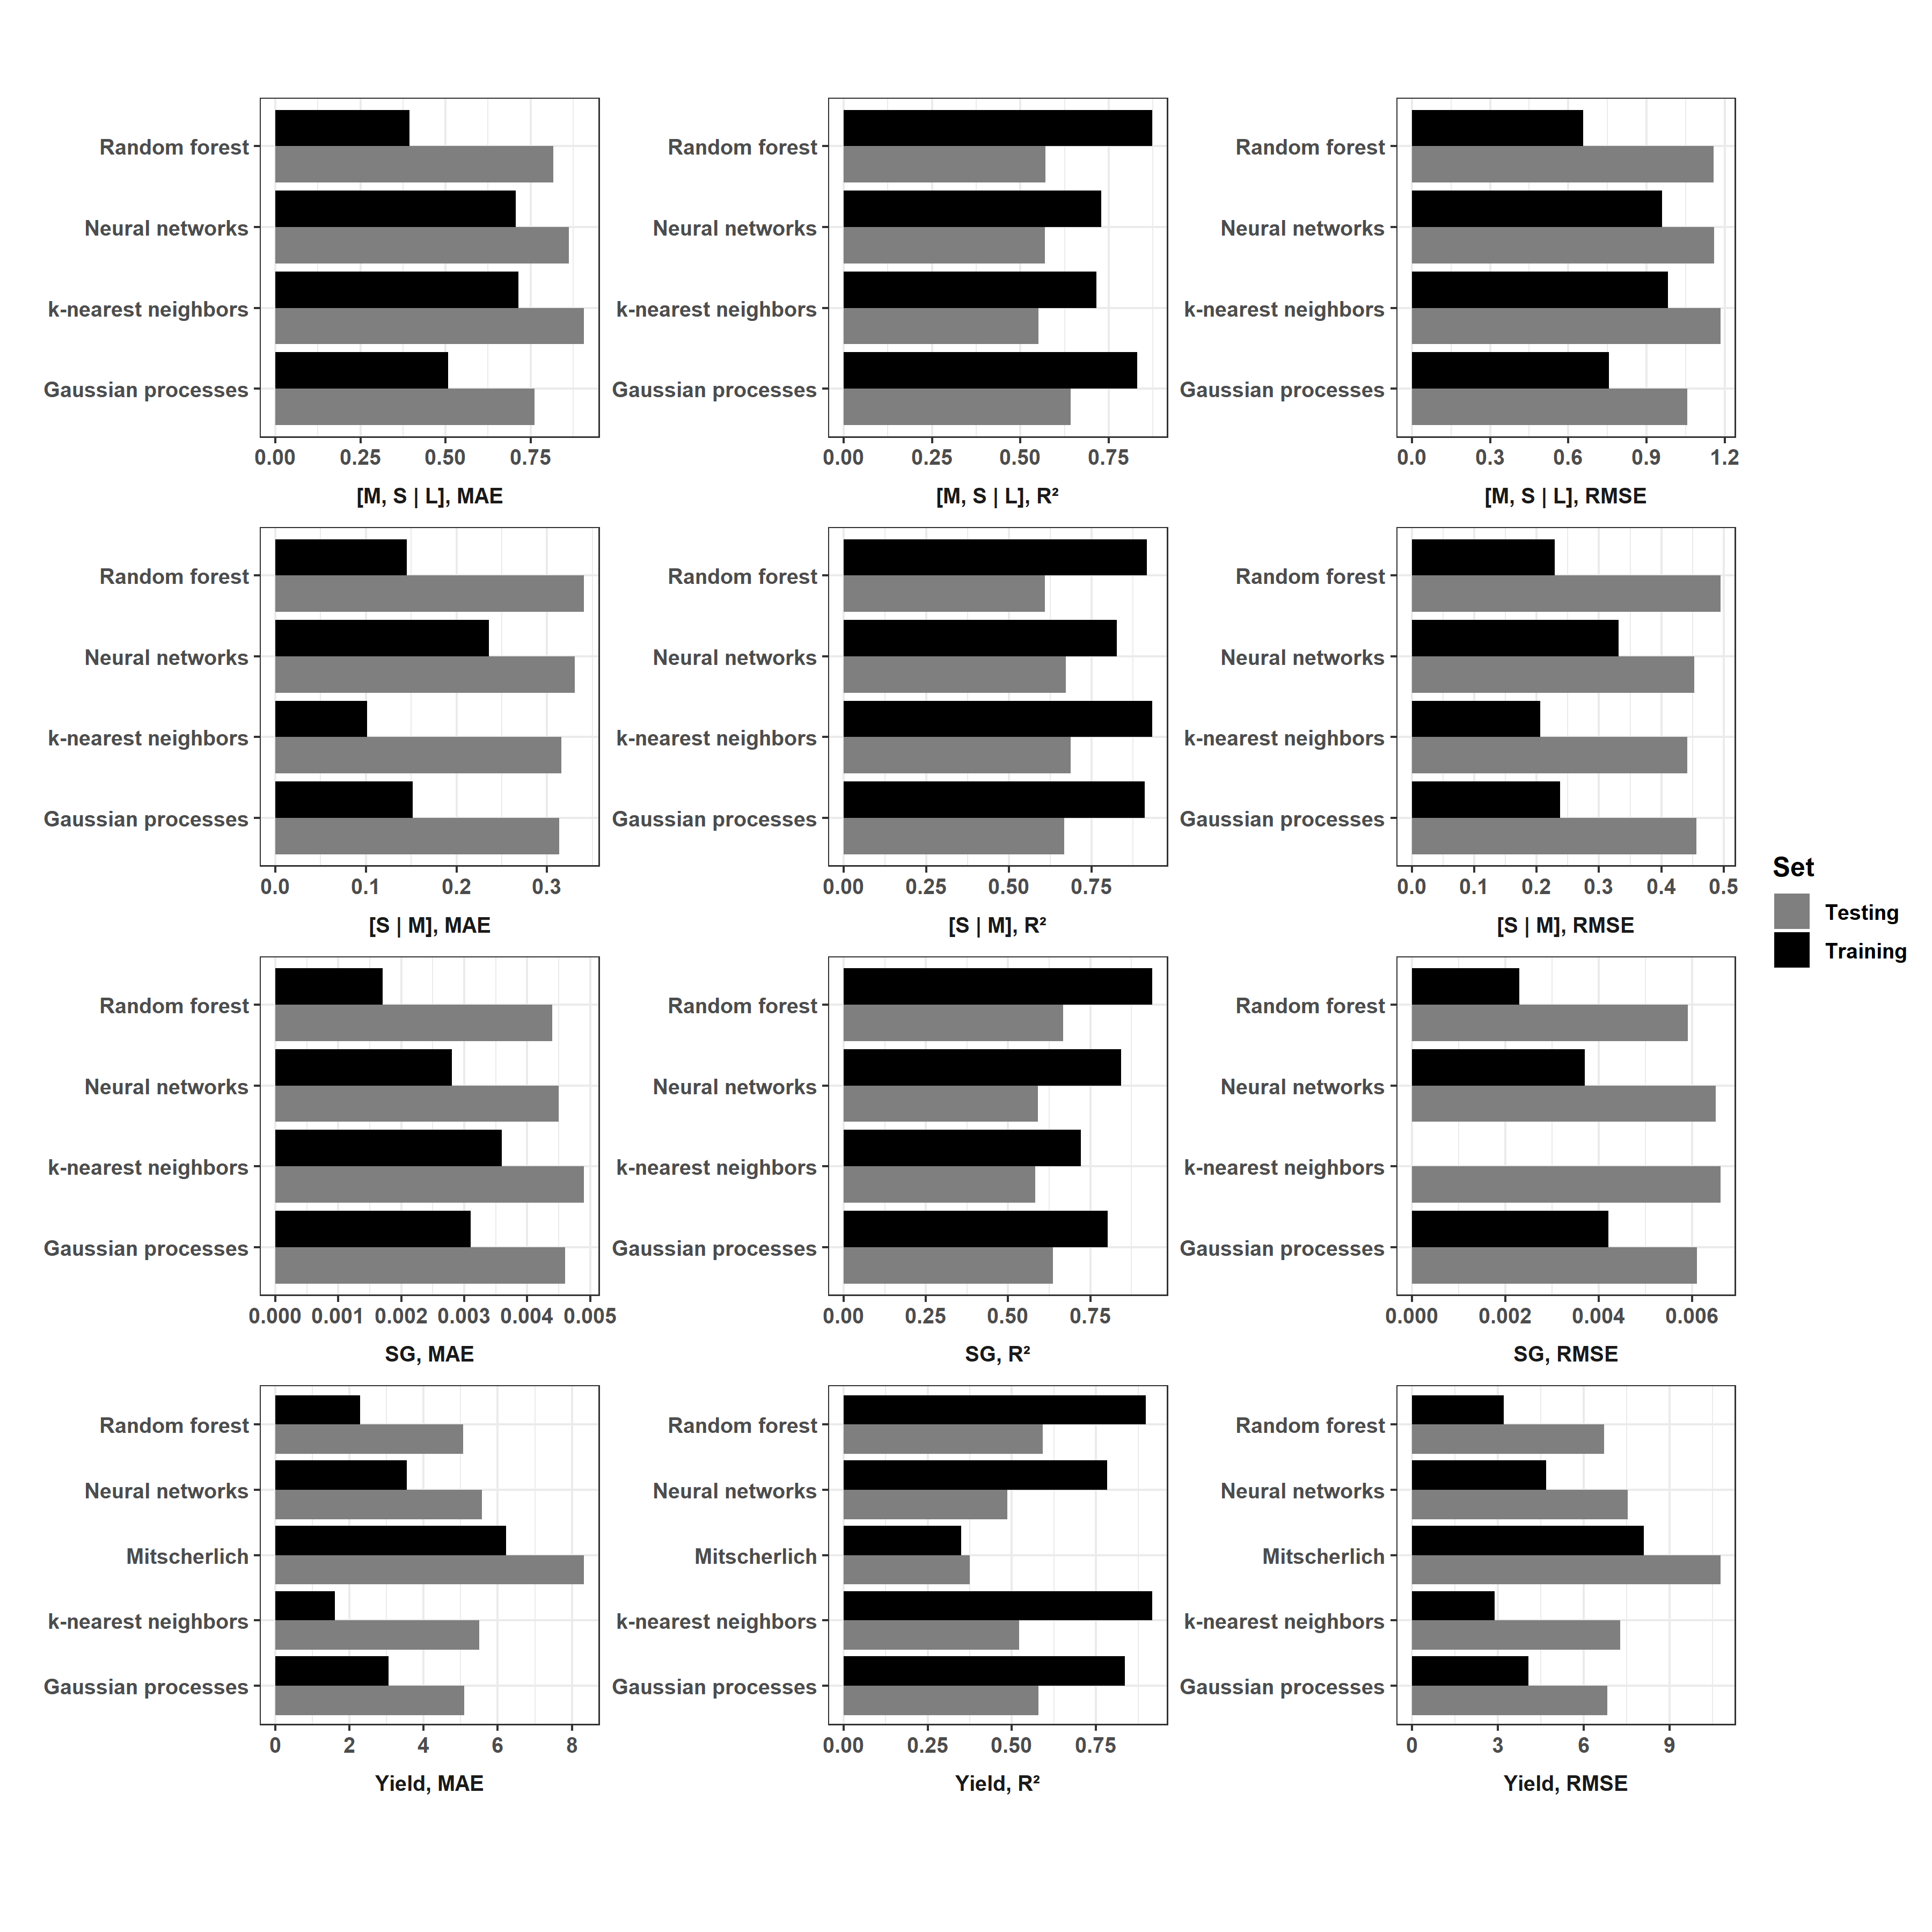 Random forest
Neural networks
k-nearest neighbors
Gaussian processes
0.00 0.25 0.50 0.75
[M, S | L], MAE
Random forest
Neural networks
k-nearest neighbors
Gaussian processes
0.00 0.25 0.50 0.75
[M, S | L], R²
Random forest
Neural networks
k-nearest neighbors
Gaussian processes
0.0 0.3 0.6 0.9 1.2
[M, S | L], RMSE
Random forest
Neural networks
k-nearest neighbors
Gaussian processes
0.0 0.1 0.2 0.3
[S | M], MAE
Random forest
Neural networks
k-nearest neighbors
Gaussian processes
0.00 0.25 0.50 0.75
[S | M], R²
Random forest
Neural networks
k-nearest neighbors
Gaussian processes
0.0 0.1 0.2 0.3 0.4 0.5
[S | M], RMSE
Random forest
Neural networks
k-nearest neighbors
Gaussian processes
0.000 0.001 0.002 0.003 0.004 0.005
SG, MAE
Random forest
Neural networks
k-nearest neighbors
Gaussian processes
0.00 0.25 0.50 0.75
SG, R²
Random forest
Neural networks
k-nearest neighbors
Gaussian processes
0.000 0.002 0.004 0.006
SG, RMSE
Random forest
Neural networks
Mitscherlich
k-nearest neighbors
Gaussian processes
0 2 4 6 8
Yield, MAE
Random forest
Neural networks
Mitscherlich
k-nearest neighbors
Gaussian processes
0.00 0.25 0.50 0.75
Yield, R²
Random forest
Neural networks
Mitscherlich
k-nearest neighbors
Gaussian processes
0 3 6 9
Yield, RMSE
Set
Testing
Training